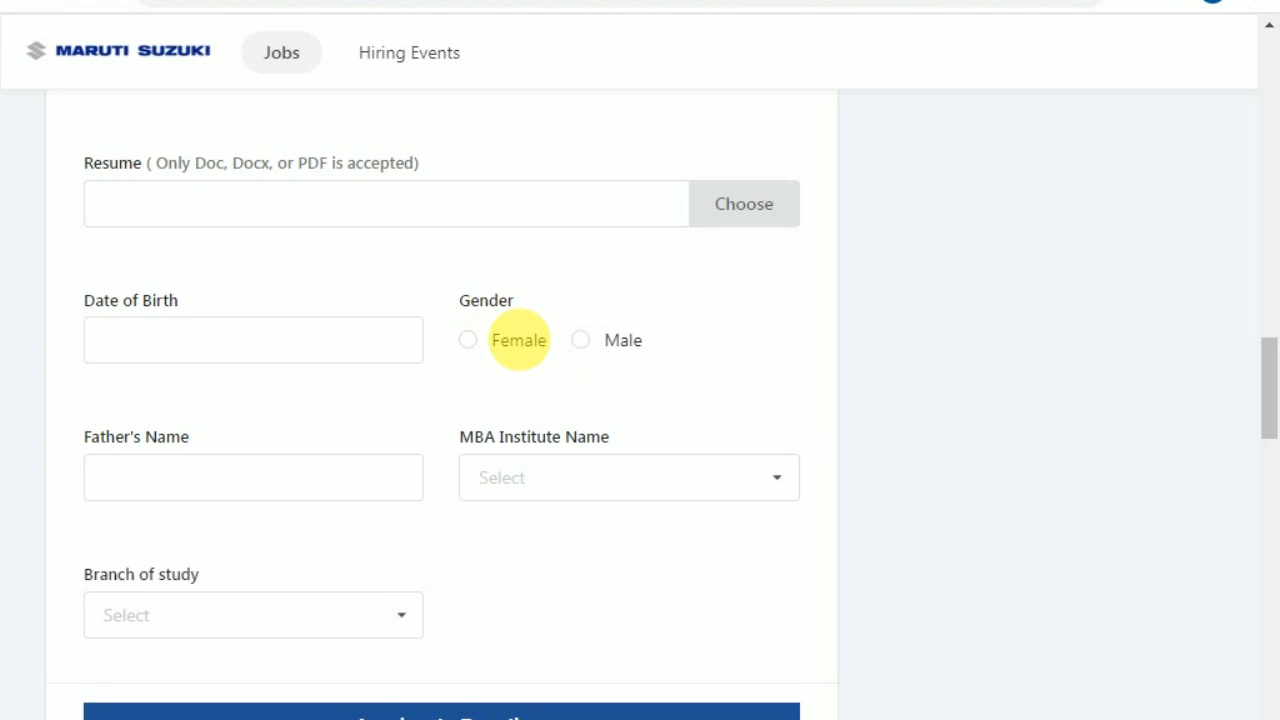 MARUTI SUZUKI Jobs Hiring Events
Resume ( Only Doc, Docx, or PDF is accepted)
Choose
Date of Birth Gender
Female Male
Father's Name MBA Institute Name
Select
Branch of study
Select